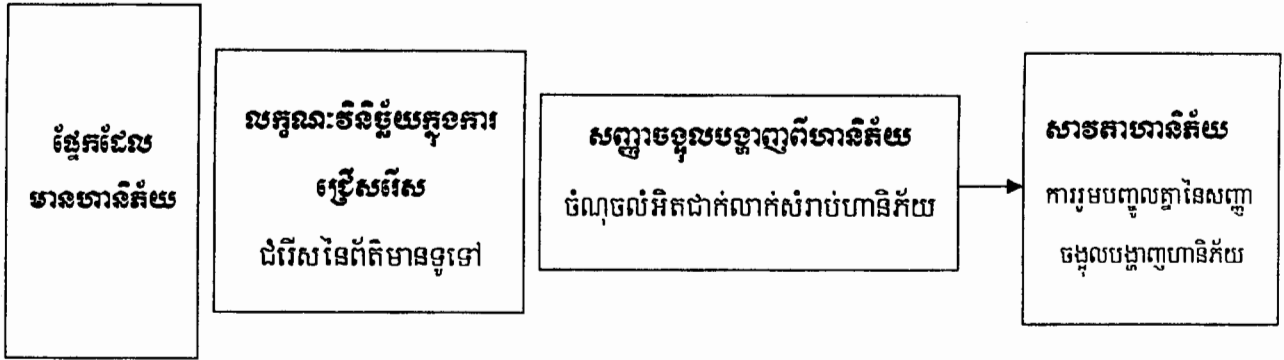 ផ្នែកដែល
មានហានិភ័យ
លក្ខណៈវិនិច្ឆ័យក្នុងការ
ជ្រើសរើស
ជំរើសនៃព័ត៌មានទូទៅ
សញ្ញាចង្អុលបង្ហាញពីហានិភ័យ
ចំណុចលំអិតជាក់លាក់សំរាប់ហានិភ័យ
សាវតាហានិភ័យ
ការរួមបញ្ចូលគ្នានៃសញ្ញា
ចង្អុលបង្ហាញហានិភ័យ